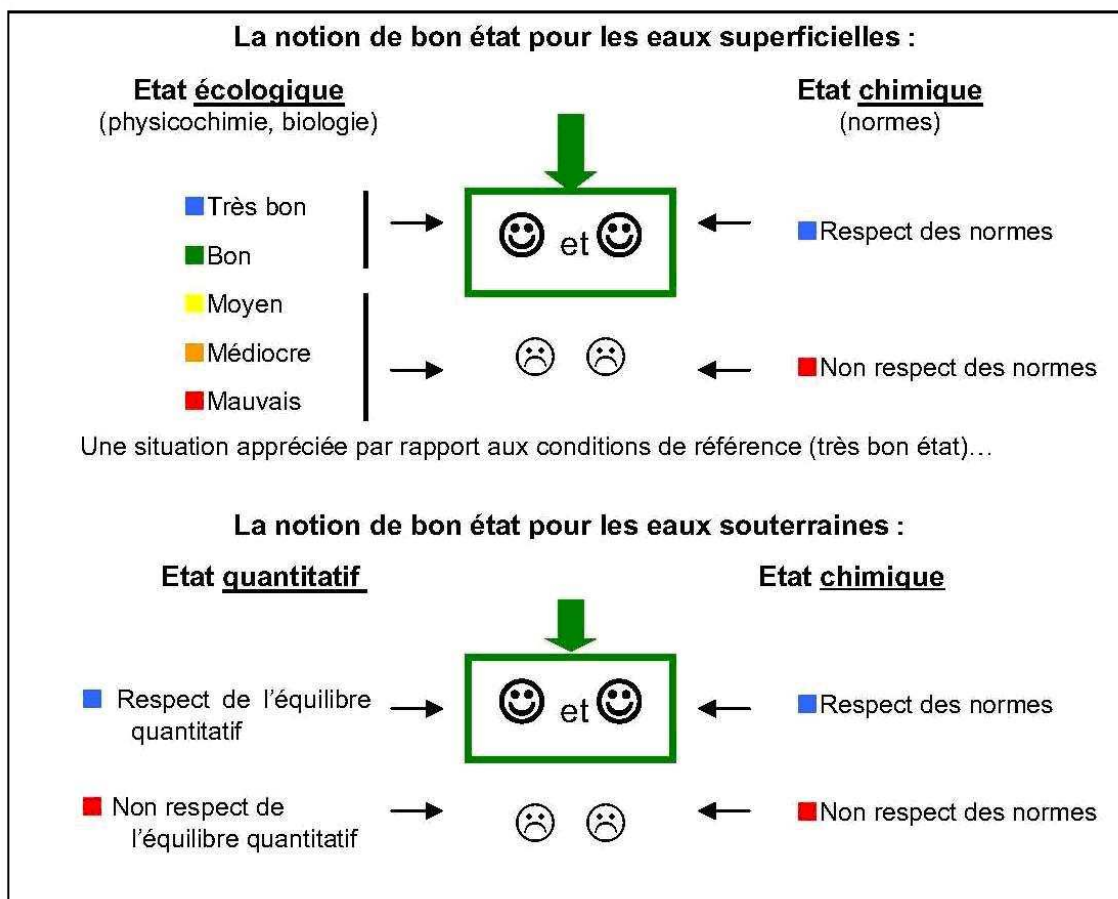 La notion de bon état pour les eaux superficielles :
Etat écologique
(physicochimie, biologie)
Etat chimique
(normes)
Très bon
Bon
Moyen
Médiocre
Mauvais
et
Respect des normes
Non respect des normes
Une situation appréciée par rapport aux conditions de référence (très bon état)…
La notion de bon état pour les eaux souterraines :
Etat quantitatif
Etat chimique
Respect de l'équilibre
quantitatif
Non respect de
l'équilibre quantitatif
et
Respect des normes
Non respect des normes